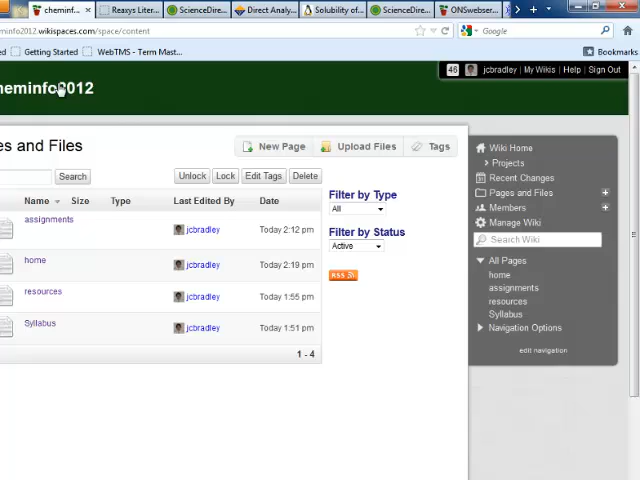 cheminf...
Reaxys Liter...
ScienceDire...
Direct Analy...
Solubility of...
ScienceDire...
ONSwebser...
info2012.wikispaces.com/space/content
Google
ed
Getting Started
WebTMS - Term Mast...
Bookmarks
46
jcbradley
My Wikis
Help
Sign Out
heminfo2012
es and Files
New Page
Upload Files
Tags
Search
Unlock
Lock
Edit Tags
Delete
Name
Size
Type
Last Edited By
Date
assignments
jcbradley
Today 2:12 pm
home
jcbradley
Today 2:19 pm
resources
jcbradley
Today 1:55 pm
Syllabus
jcbradley
Today 1:51 pm
1 - 4
Filter by Type
All
Filter by Status
Active
RSS
Wiki Home
Projects
Recent Changes
Pages and Files
Members
Manage Wiki
Search Wiki
All Pages
home
assignments
resources
Syllabus
Navigation Options
edit navigation